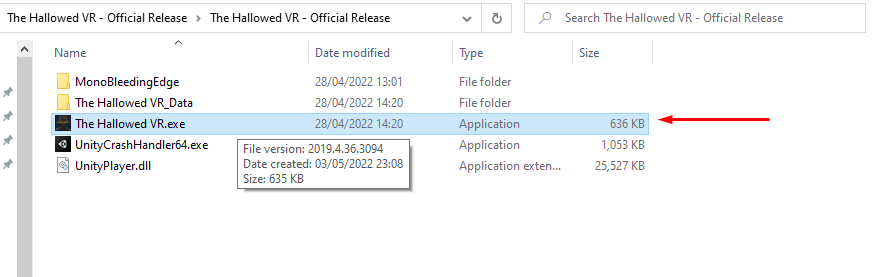 The Hallowed VR - Official Release > The Hallowed VR - Official Release Search The Hallowed VR - Official Release
Name Date modified Type Size
MonoBleedingEdge 28/04/2022 13:01 File folder
The Hallowed VR_Data 28/04/2022 14:20 File folder
The Hallowed VR.exe 28/04/2022 14:20 Application 636 KB
UnityCrashHandler64.exe Application 1,053 KB
UnityPlayer.dll Application exten... 25,527 KB
File version: 2019.4.36.3094
Date created: 03/05/2022 23:08
Size: 635 KB